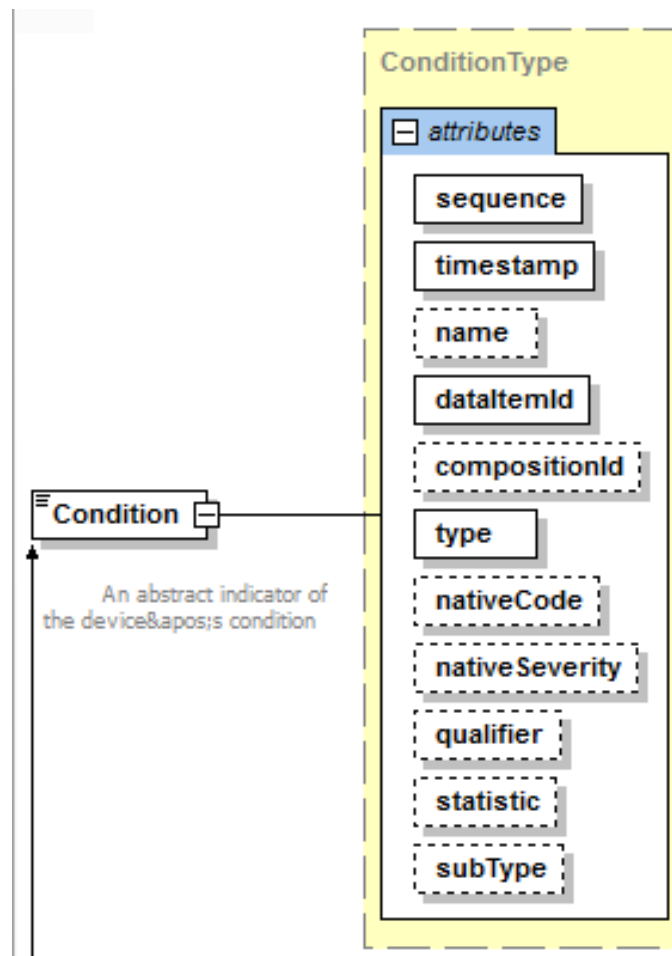 ConditionType
attributes
sequence
timestamp
name
dataItemId
compositionId
Condition
type
An abstract indicator of
the device&apos;s condition
nativeCode
nativeSeverity
qualifier
statistic
subType